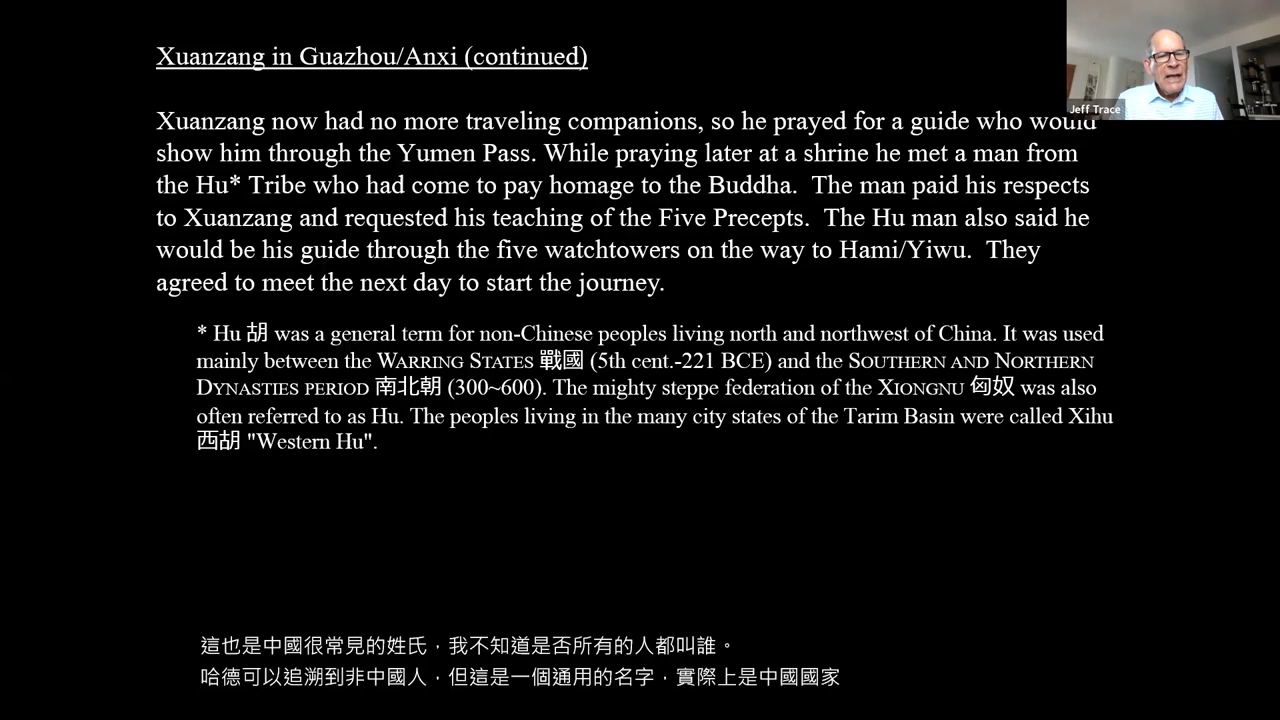 Xuanzang in Guazhou/Anxi (continued)
Jeff Trace
Xuanzang now had no more traveling companions, so he prayed for a guide who would
show him through the Yumen Pass. While praying later at a shrine he met a man from
the Hu* Tribe who had come to pay homage to the Buddha.  The man paid his respects
to Xuanzang and requested his teaching of the Five Precepts.  The Hu man also said he
would be his guide through the five watchtowers on the way to Hami/Yiwu.  They
agreed to meet the next day to start the journey.
* Hu 胡 was a general term for non-Chinese peoples living north and northwest of China. It was used
mainly between the WARRING STATES 戰國 (5th cent.-221 BCE) and the SOUTHERN AND NORTHERN
DYNASTIES PERIOD 南北朝 (300~600). The mighty steppe federation of the XIONGNU 匈奴 was also
often referred to as Hu. The peoples living in the many city states of the Tarim Basin were called Xihu
西胡 "Western Hu".
這也是中國很常見的姓氏，我不知道是否所有的人都叫誰。
哈德可以追溯到非中國人，但這是一個通用的名字，實際上是中國國家